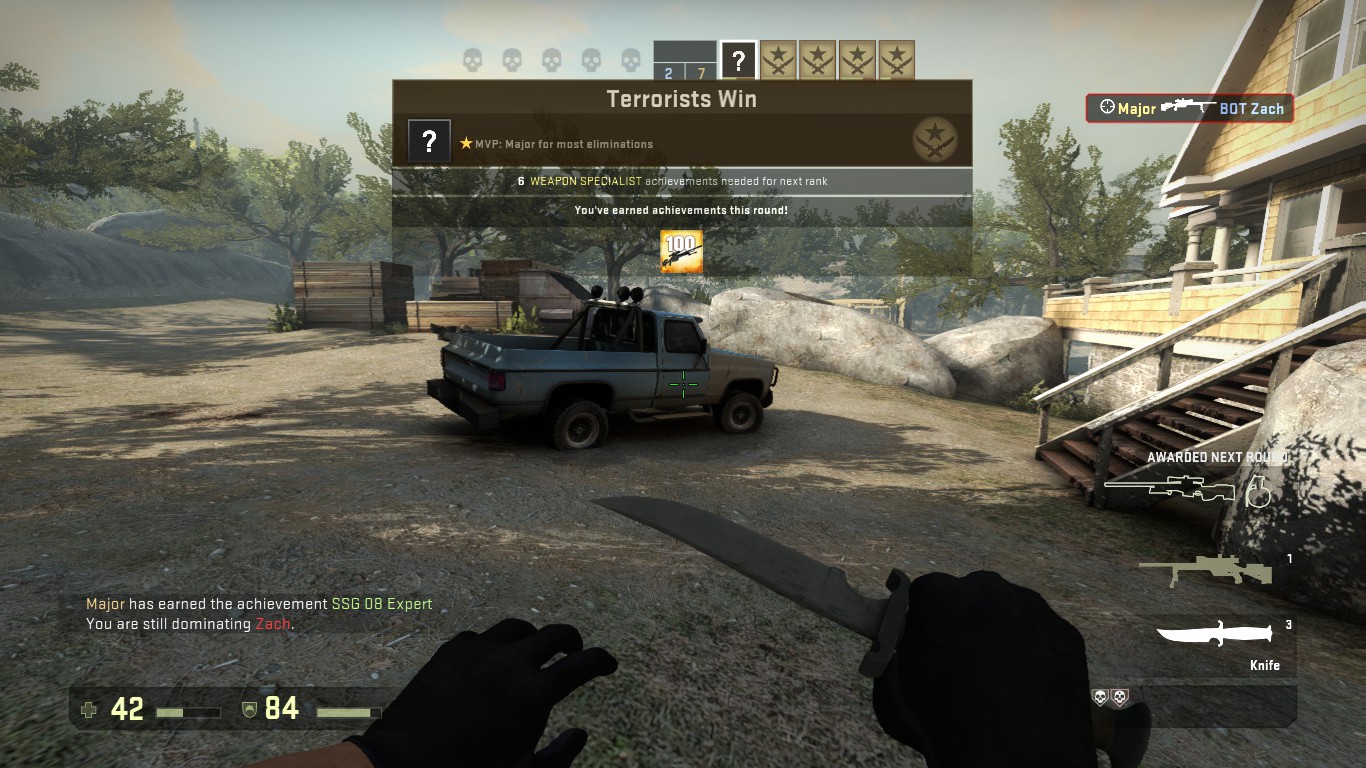 2 7 ?
Terrorists Win
Major BOT Zach
? MVP: Major for most eliminations
6 WEAPON SPECIALIST achievements needed for next rank
You've earned achievements this round!
100
AWARDED NEXT ROUND
1
Major has earned the achievement SSG 08 Expert
You are still dominating Zach.
3
Knife
42 84